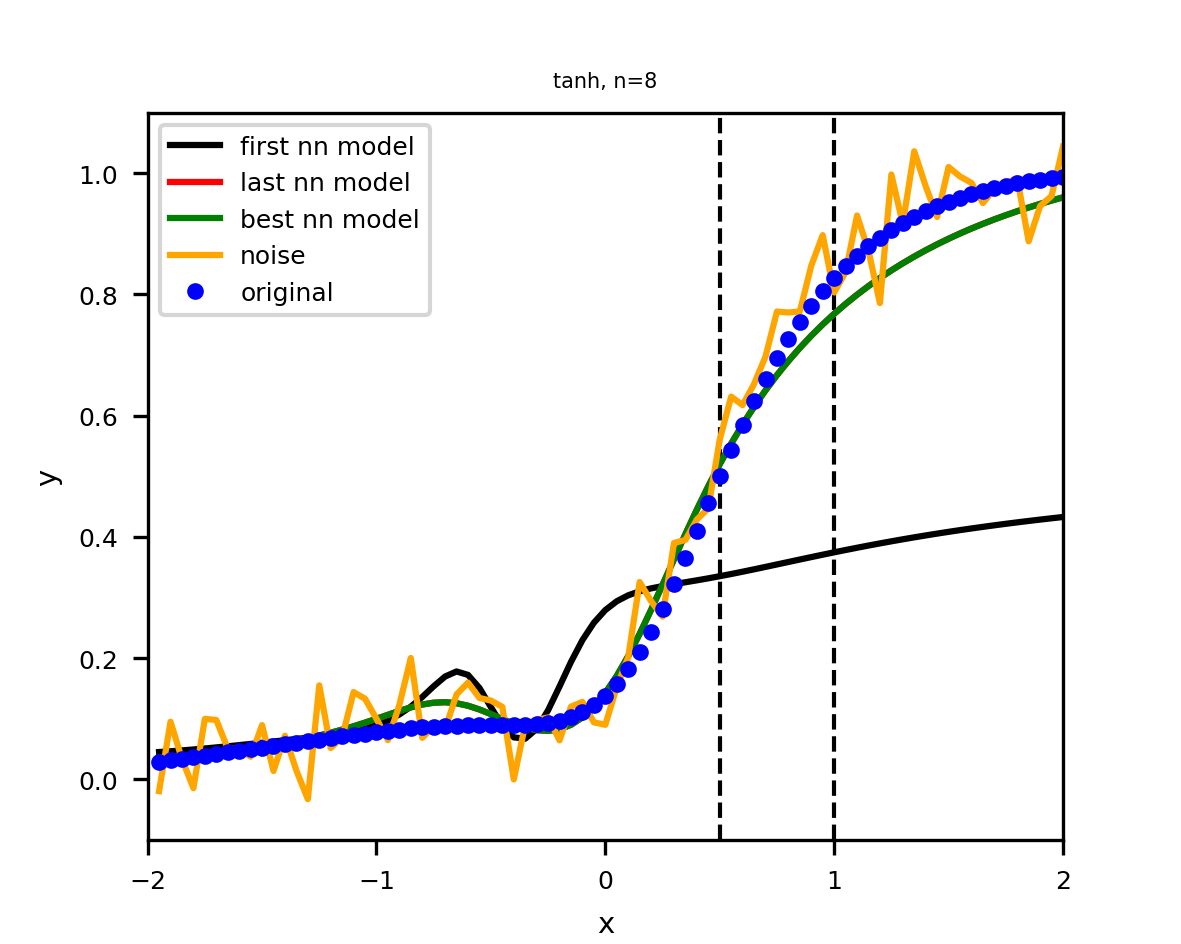 tanh, n=8
first nn model
last nn model
best nn model
noise
original
1.0
0.8
0.6
0.4
0.2
0.0
y
−2
−1
0
1
2
x